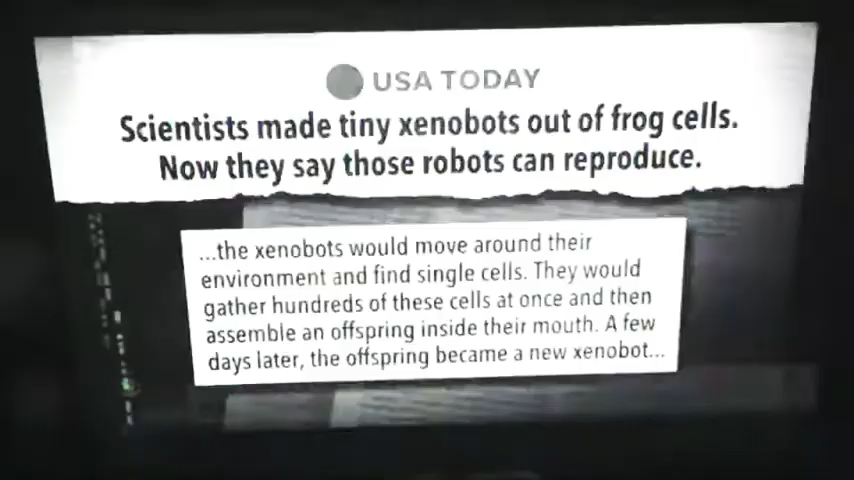 USA TODAY
Scientists made tiny xenobots out of frog cells.
Now they say those robots can reproduce.
...the xenobots would move around their
environment and find single cells. They would
gather hundreds of these cells at once and then
assemble an offspring inside their mouth. A few
days later, the offspring became a new xenobot...